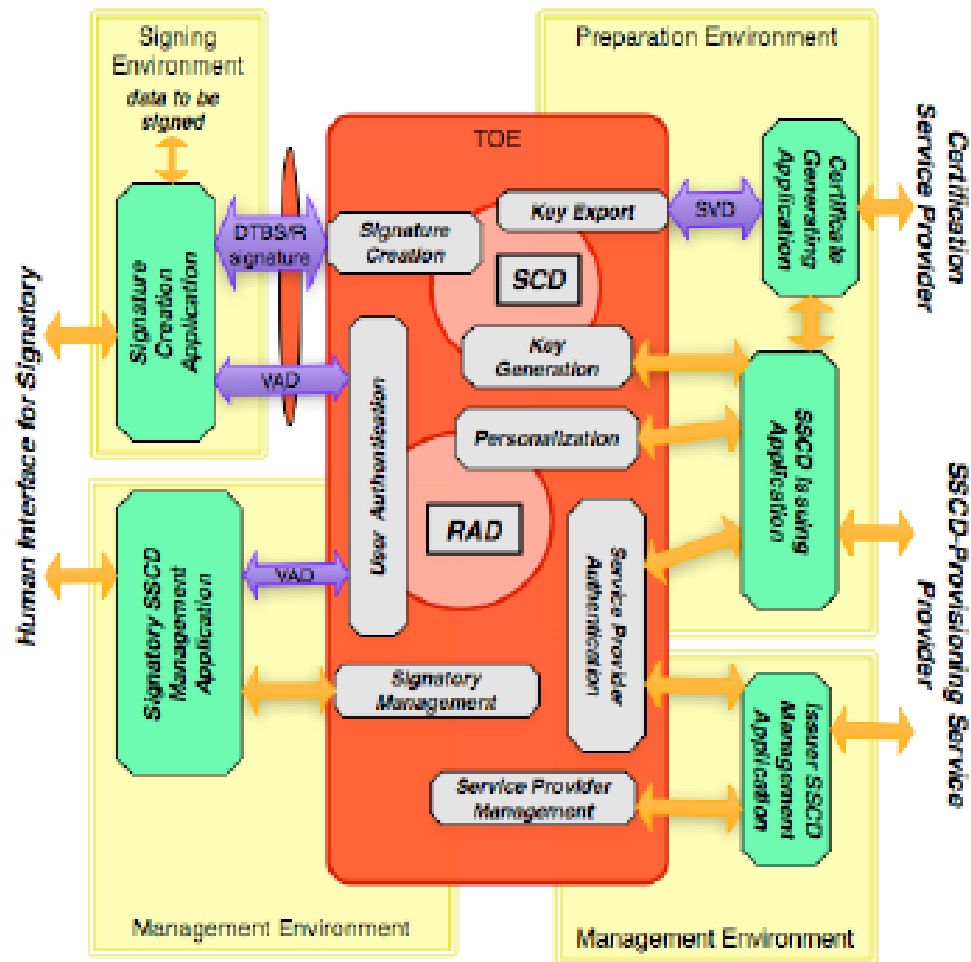 Signing
Environment
data to be
signed
Preparation Environment
TOE
Certification
Service Provider
Certificate
Generating
Application
Key Export
SVD
DTBS/R
signature
Signature
Creation
SCD
Signature
Creation
Application
Human Interface for Signatory
Key
Generation
VAD
Personalization
SSCD Issuing
Application
User Authentication
RAD
SSCD-Provisioning Service
Provider
Service Provider
Authentication
VAD
Signatory SSCD
Management
Application
Signatory
Management
Issuer SSCD
Management
Application
Service Provider
Management
Management Environment
Management Environment